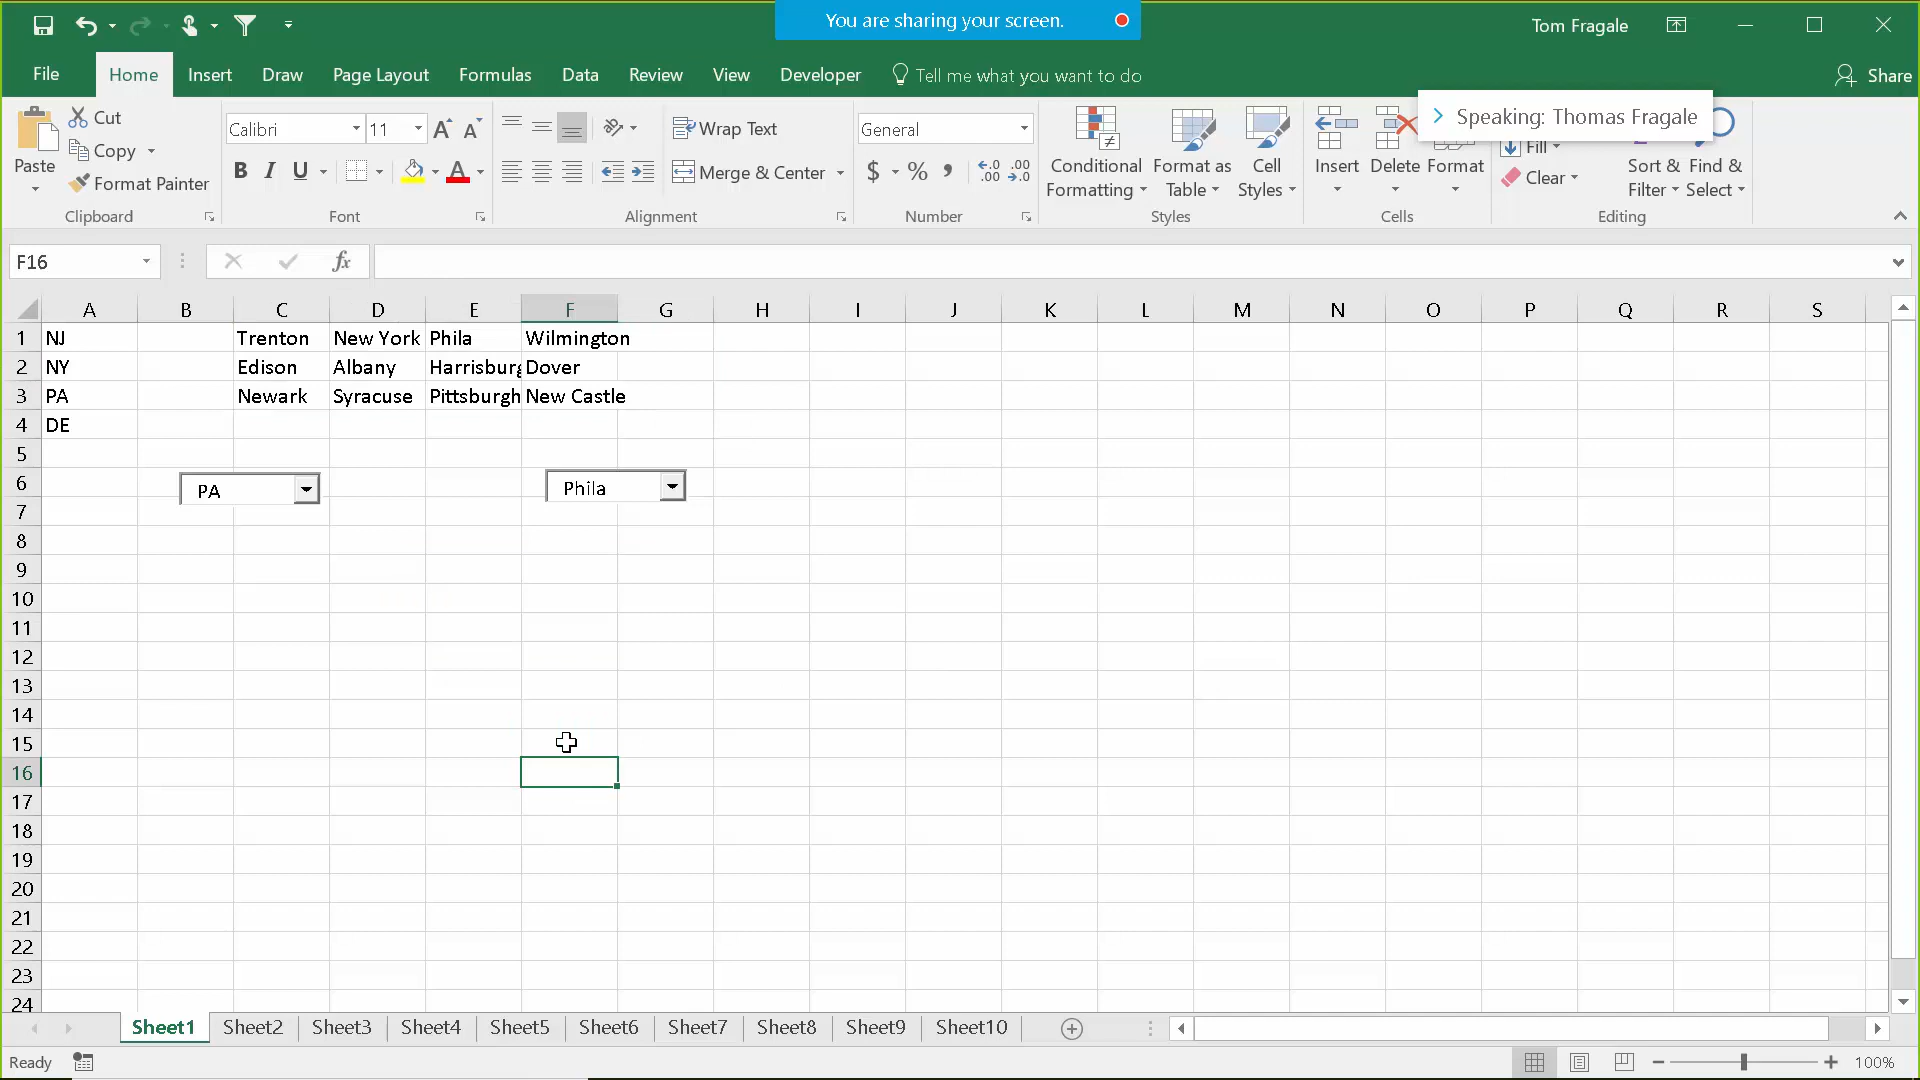 You are sharing your screen.
Tom Fragale
File Home Insert Draw Page Layout Formulas Data Review View Developer Tell me what you want to do Share
Speaking: Thomas Fragale
Paste Cut Copy Format Painter Clipboard
Calibri 11 B I U A Font
Wrap Text Merge & Center Alignment
General $ % Number
Conditional Formatting Format as Table Cell Styles Styles
Insert Delete Format Cells
Fill Clear Sort & Filter Find & Select Editing
F16 fx
A B C D E F G H I J K L M N O P Q R S
1 NJ Trenton New York Phila Wilmington
2 NY Edison Albany Harrisburg Dover
3 PA Newark Syracuse Pittsburgh New Castle
4 DE
5
6 PA Phila
7
8
9
10
11
12
13
14
15
16
17
18
19
20
21
22
23
24
Sheet1 Sheet2 Sheet3 Sheet4 Sheet5 Sheet6 Sheet7 Sheet8 Sheet9 Sheet10
Ready 100%